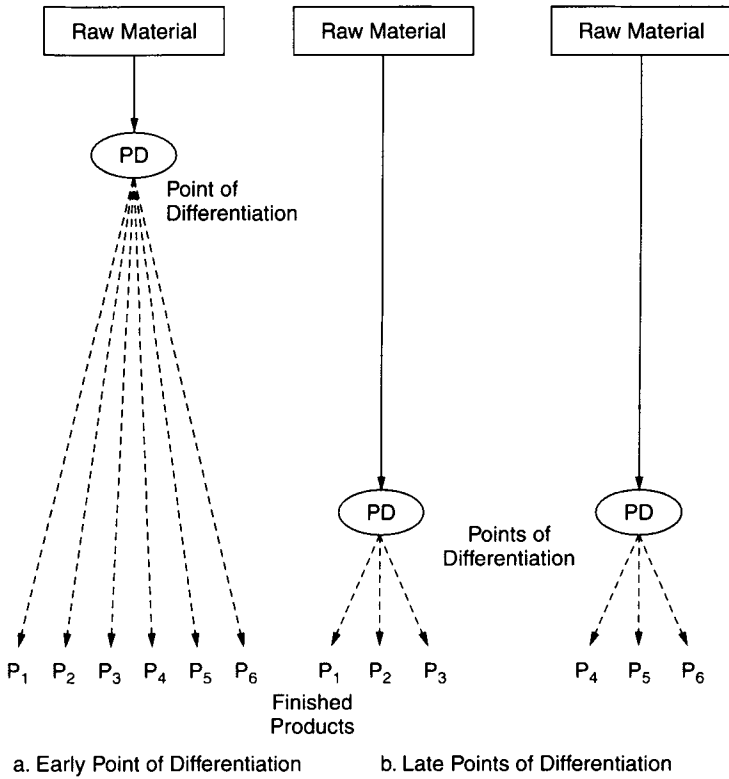 Raw Material
Raw Material
Raw Material
PD
Point of
Differentiation
PD
Points of
Differentiation
PD
P₁ P₂ P₃ P₄ P₅ P₆
P₁ P₂ P₃
P₄ P₅ P₆
Finished
Products
a. Early Point of Differentiation
b. Late Points of Differentiation